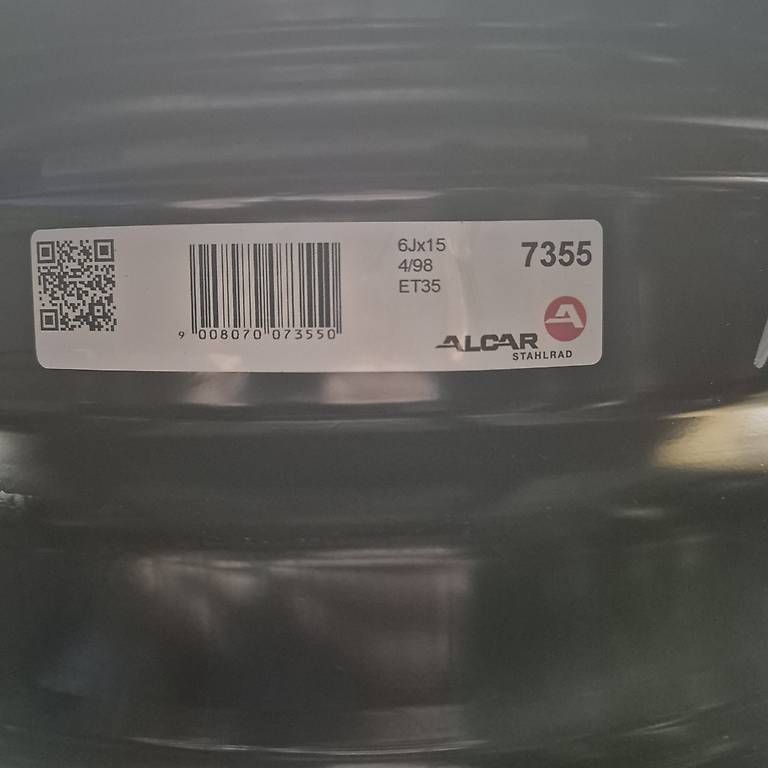 6Jx15
4/98
ET35
7355
9 008070 073550
ALCAR
STAHLRAD